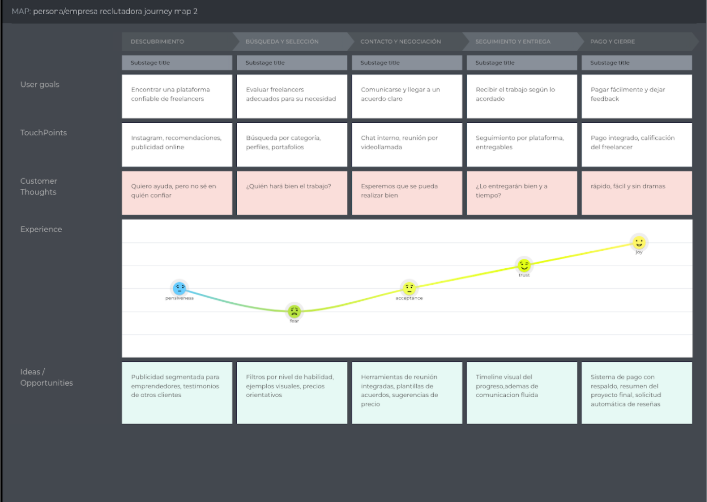 MAP: persona/empresa reclutadora journey map 2
DESCUBRIMIENTO
BÚSQUEDA Y SELECCIÓN
CONTACTO Y NEGOCIACIÓN
SEGUIMIENTO Y ENTREGA
PAGO Y CIERRE
Substage title
Substage title
Substage title
Substage title
Substage title
User goals
Encontrar una plataforma
confiable de freelancers
Evaluar freelancers
adecuados para su necesidad
Comunicarse y llegar a un
acuerdo claro
Recibir el trabajo según lo
acordado
Pagar fácilmente y dejar
feedback
TouchPoints
Instagram, recomendaciones,
publicidad online
Búsqueda por categoría,
perfiles, portafolios
Chat interno, reunión por
videollamada
Seguimiento por plataforma,
entregables
Pago integrado, calificación
del freelancer
Customer
Thoughts
Quiero ayuda, pero no sé en
quién confiar
¿Quién hará bien el trabajo?
Esperemos que se pueda
realizar bien
¿Lo entregarán bien y a
tiempo?
rápido, fácil y sin dramas
Experience
pensiveness
fear
acceptance
trust
joy
Ideas /
Opportunities
Publicidad segmentada para
emprendedores, testimonios
de otros clientes
Filtros por nivel de habilidad,
ejemplos visuales, precios
orientativos
Herramientas de reunión
integradas, plantillas de
acuerdos, sugerencias de
precio
Timeline visual del
progreso,ademas de
comunicacion fluida
Sistema de pago con
respaldo, resumen del
proyecto final, solicitud
automática de reseñas